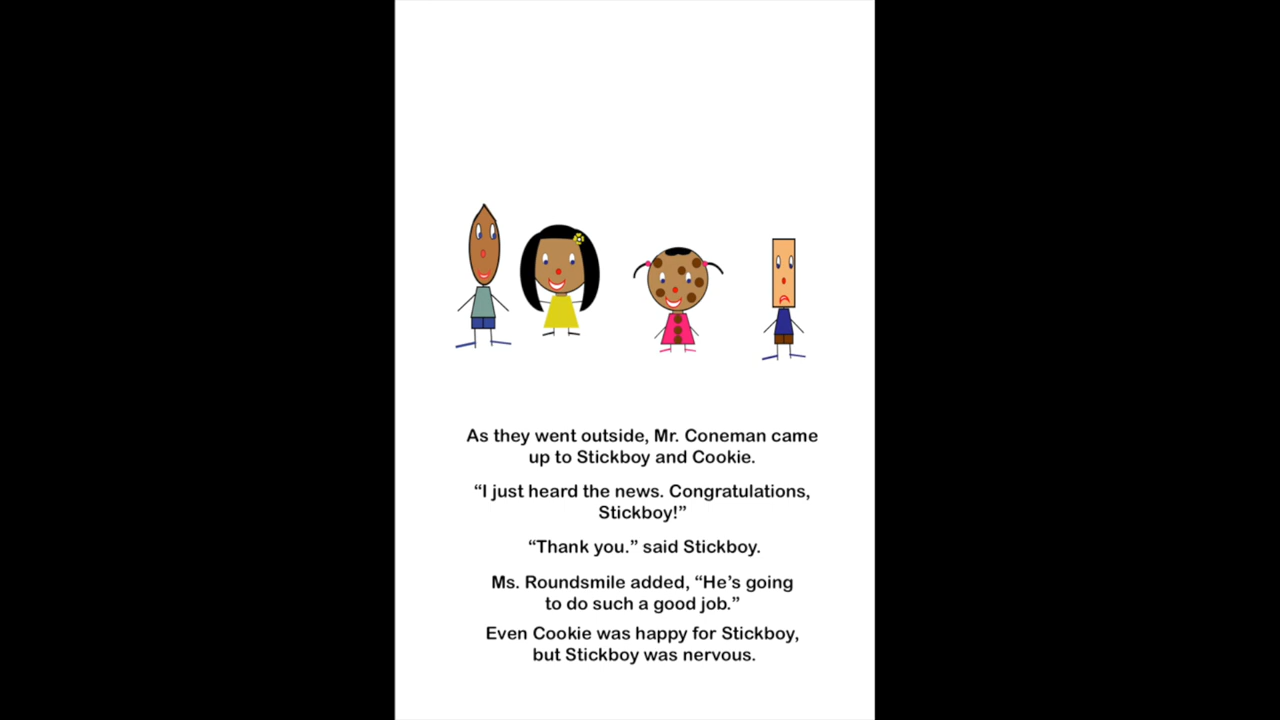 As they went outside, Mr. Coneman came
up to Stickboy and Cookie.
“I just heard the news. Congratulations,
Stickboy!”
“Thank you.” said Stickboy.
Ms. Roundsmile added, “He’s going
to do such a good job.”
Even Cookie was happy for Stickboy,
but Stickboy was nervous.